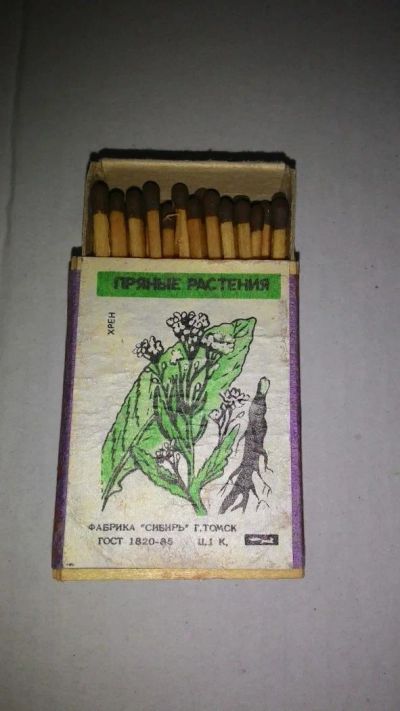 ПРЯНЫЕ РАСТЕНИЯ
ХРЕН
ФАБРИКА "СИБИРЬ" Г.ТОМСК
ГОСТ 1820-85 Ц.1 К.